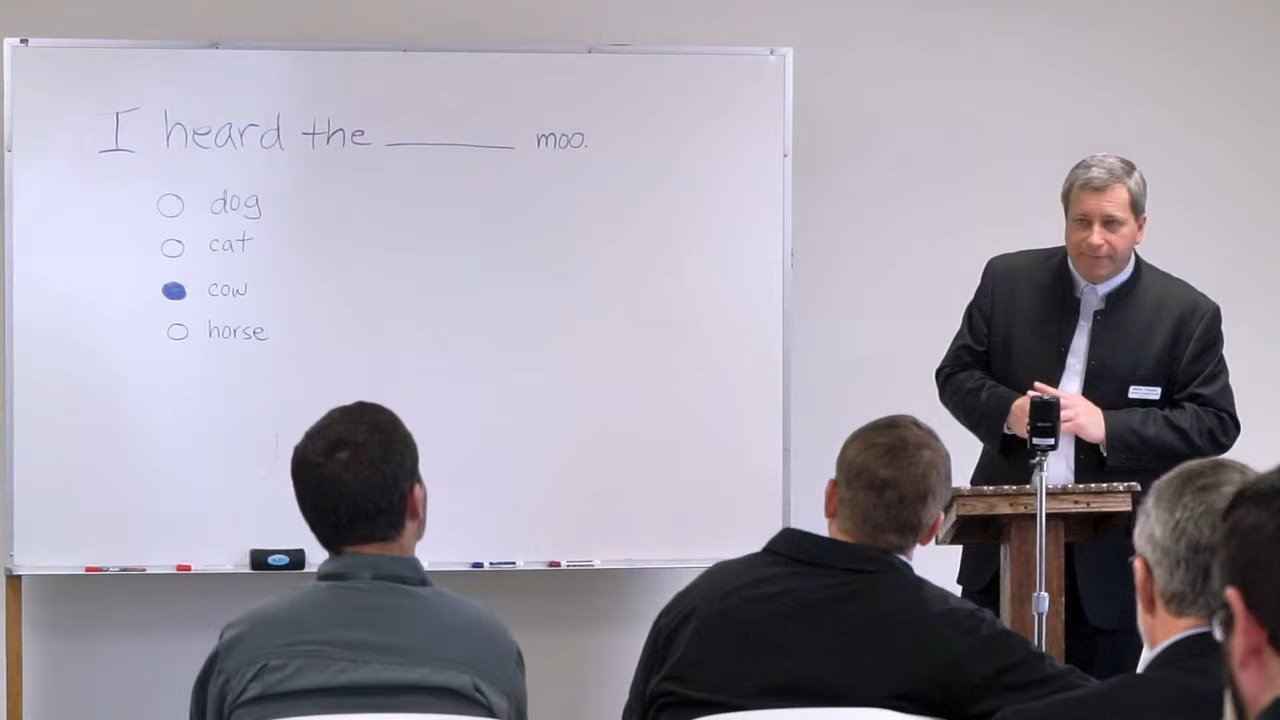 I heard the ______ moo.
dog
cat
cow
horse